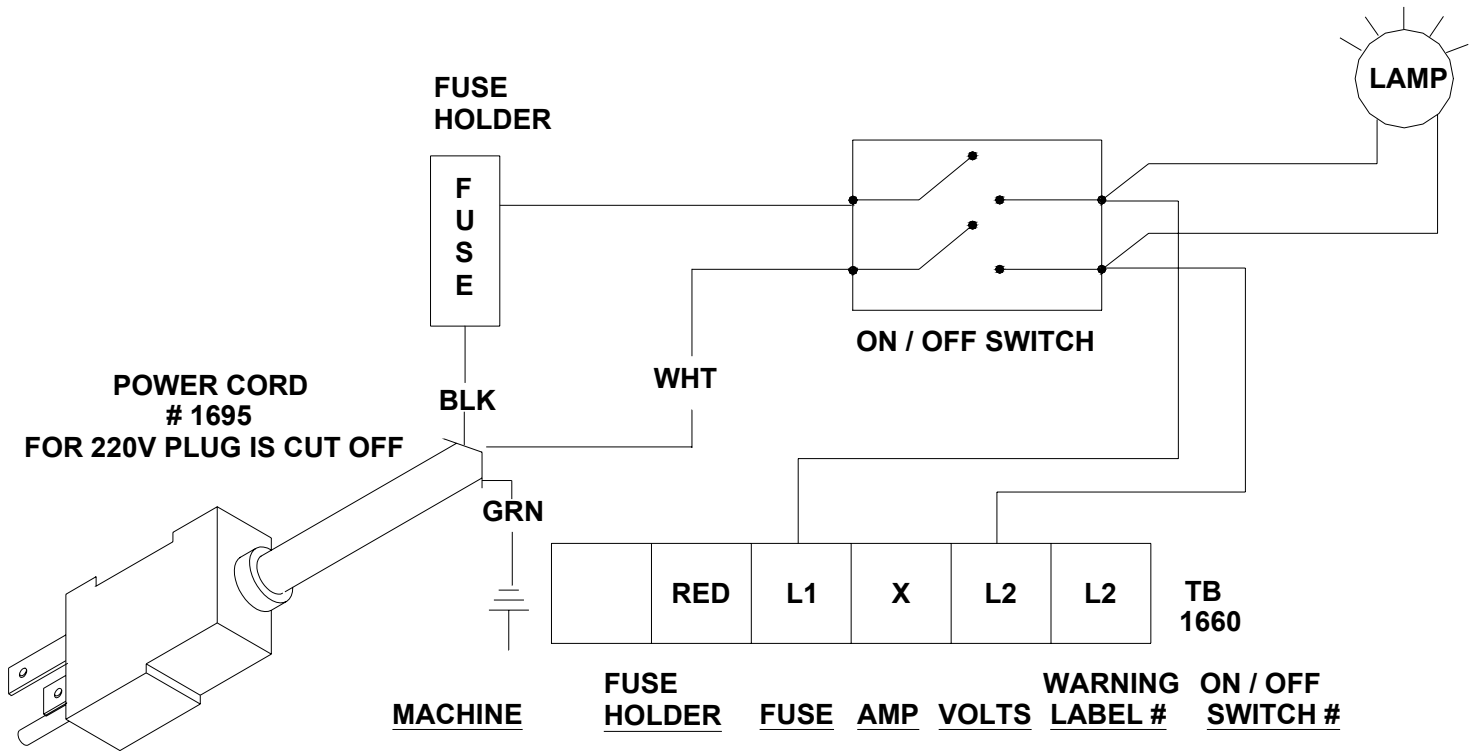 LAMP
FUSE
HOLDER
F
U
S
E
ON / OFF SWITCH
WHT
BLK
POWER CORD
# 1695
FOR 220V PLUG IS CUT OFF
GRN
RED L1 X L2 L2
TB
1660
MACHINE
FUSE
HOLDER
FUSE
AMP
VOLTS
WARNING
LABEL #
ON / OFF
SWITCH #